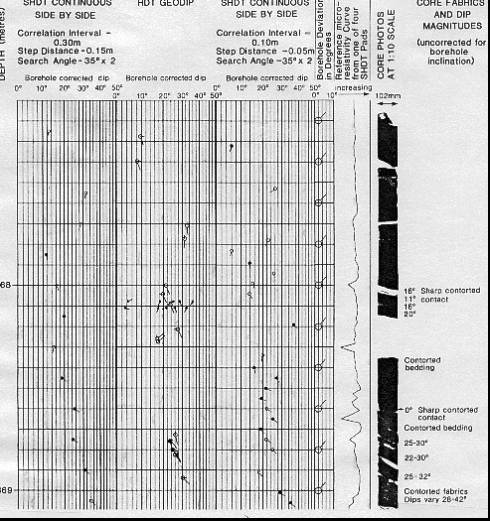 SHDT CONTINUOUS
SIDE BY SIDE
Correlation Interval -
0.30m
Step Distance -0.15m
Search Angle -35° x 2
Borehole corrected dip
0° 10° 20° 30° 40° 50°
HDT GEODIP
Borehole corrected dip
0° 10° 20° 30° 40° 50°
SHDT CONTINUOUS
SIDE BY SIDE
Correlation Interval -
0.10m
Step Distance -0.05m
Search Angle -35° x 2
Borehole corrected dip
0° 10° 20° 30° 40° 50°
DEPTH (metres)
Borehole Deviation
in Degrees
0° 10°
Reference micro-
resistivity Curve
from one of four
SHDT Pads
increasing
CORE PHOTOS
AT 1:10 SCALE
102mm
CORE FABRICS
AND DIP
MAGNITUDES
(uncorrected for
borehole
inclination)
68
16° Sharp contorted
11° contact
16°
20°
Contorted
bedding
0° Sharp contorted
contact
Contorted bedding
25-30°
22-30°
25-32°
Contorted fabrics
Dips vary 28-42°
69